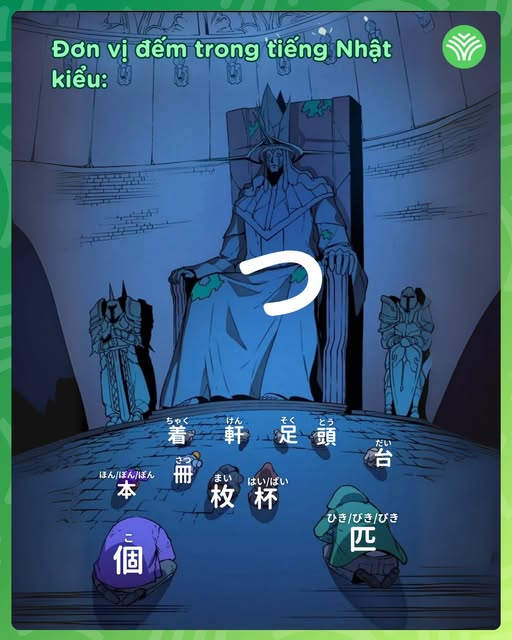 Đơn vị đếm trong tiếng Nhật
kiểu:
つ
ちゃく けん そく とう
着 軒 足 頭
だい
台
さつ
冊
ほん/ぼん/ぽん
本
まい はい/ばい
枚 杯
こ
個
ひき/びき/ぴき
匹